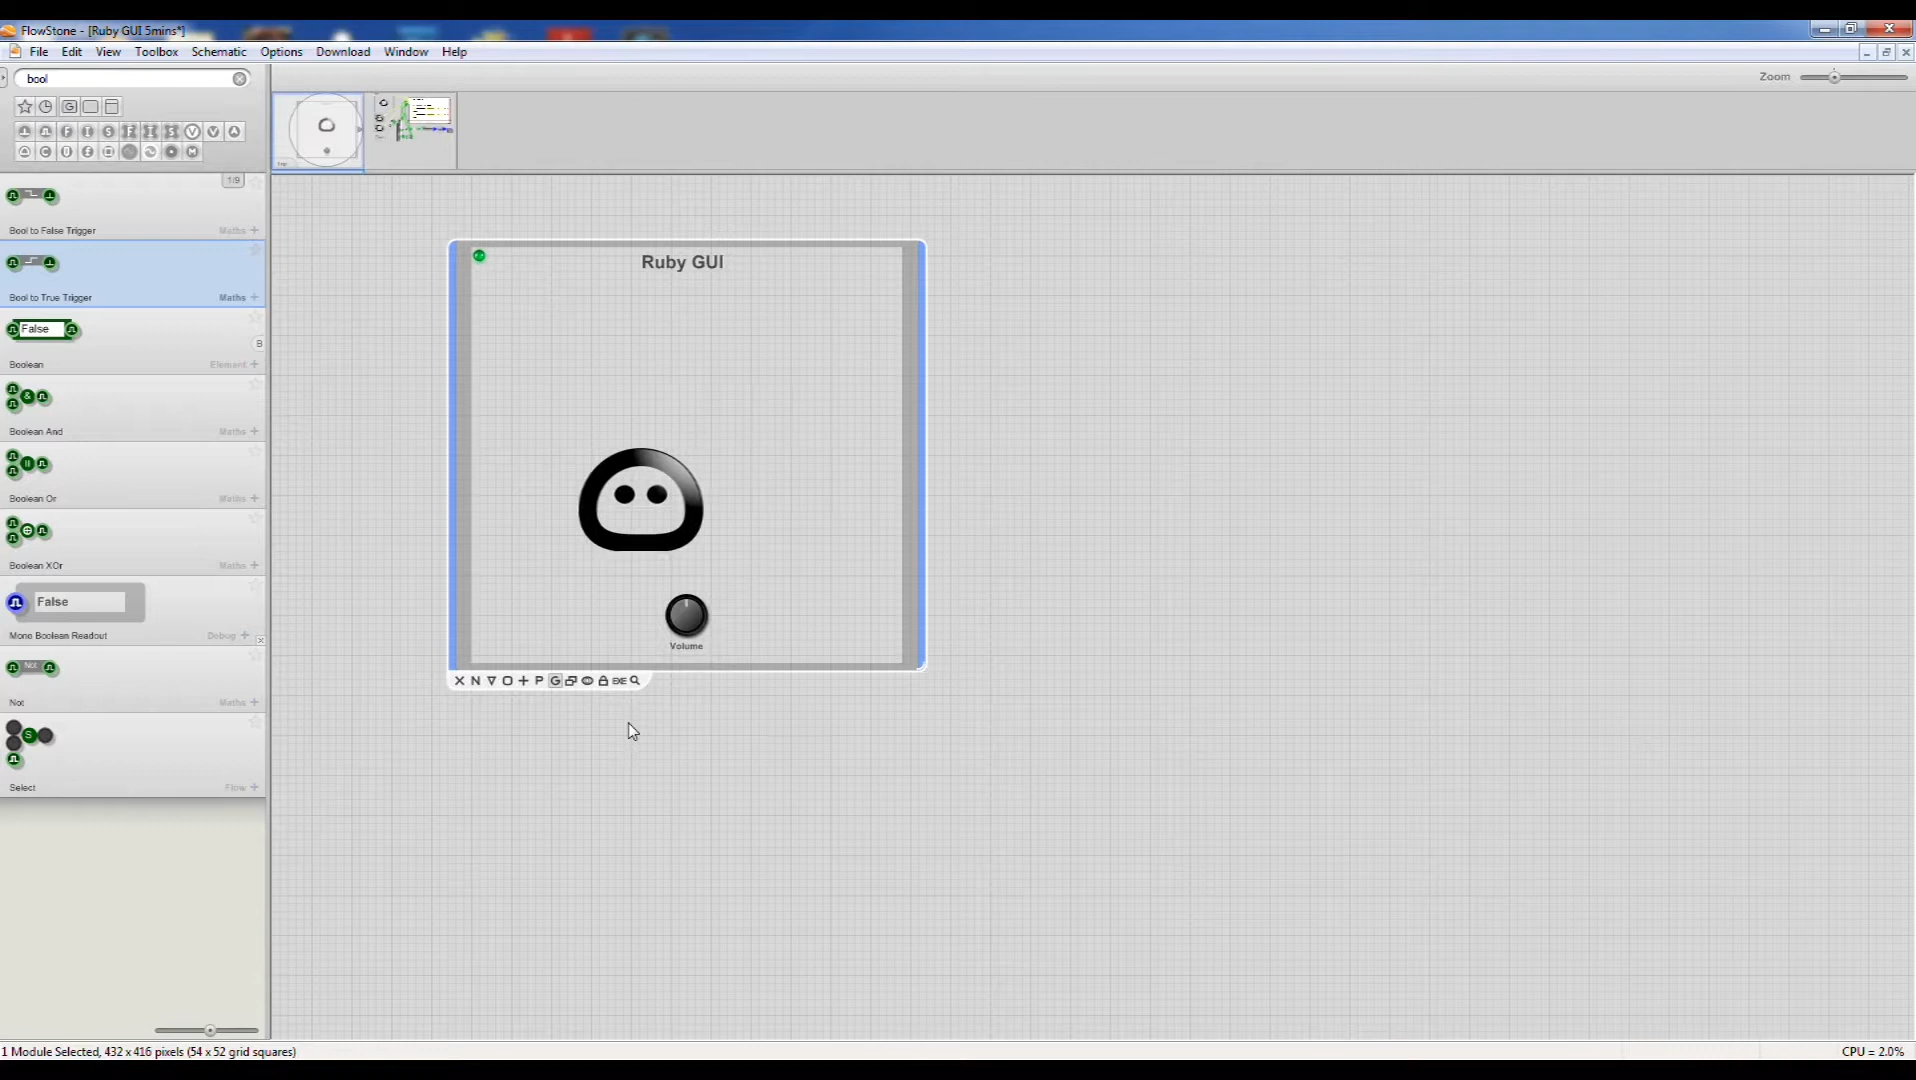 FlowStone - [Ruby GUI 5mins*]
File Edit View Toolbox Schematic Options Download Window Help
bool
Zoom
1/9
Bool to False Trigger Maths
Bool to True Trigger Maths
False
B
Boolean Element
Boolean And Maths
Boolean Or Maths
Boolean XOr Maths
False
Mono Boolean Readout Debug
Not
Not Maths
S
Select Flow
Ruby GUI
Volume
N P G EXE
1 Module Selected, 432 x 416 pixels (54 x 52 grid squares)
CPU = 2.0%